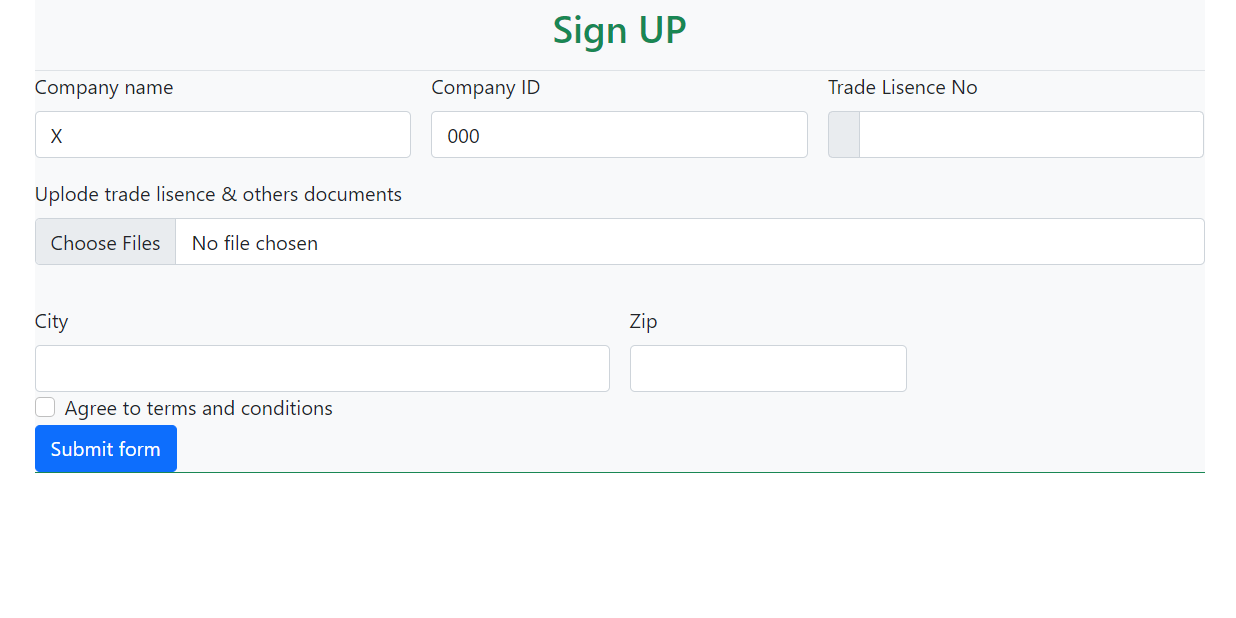 Sign UP
Company name Company ID Trade Lisence No
X 000
Uplode trade lisence & others documents
Choose Files No file chosen
City Zip
Agree to terms and conditions
Submit form